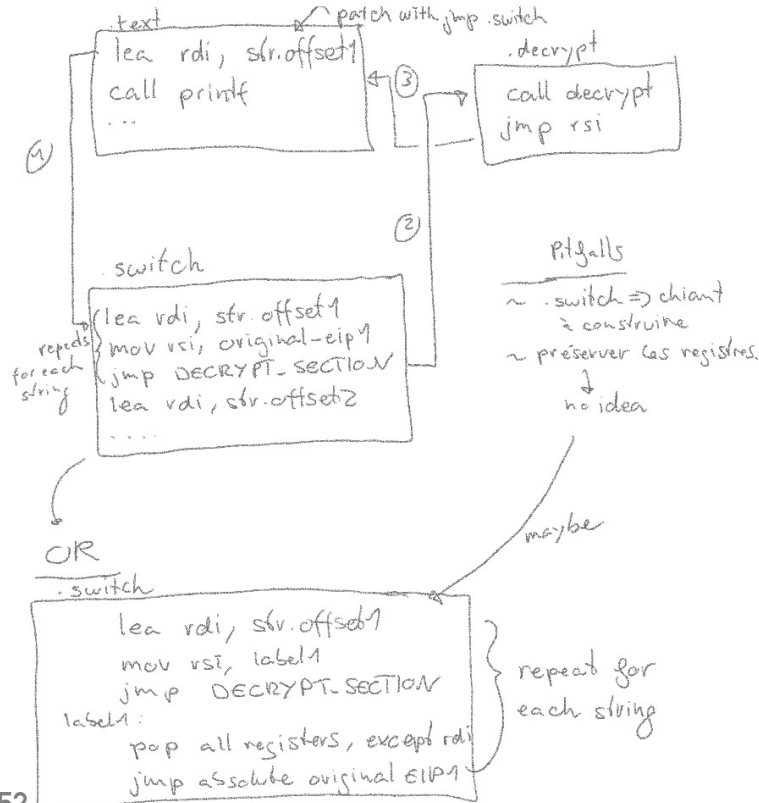 .text
patch with jmp .switch
lea rdi, str.offset1
call printf
...
.decrypt
call decrypt
jmp rsi
1
3
2
.switch
lea rdi, str.offset1
mov rsi, original-eip1
jmp DECRYPT_SECTION
lea rdi, str.offset2
....
repeats
for each
string
Pitfalls
~ .switch => chiant
à construire
~ préserver les registres.
no idea
maybe
OR
.switch
lea rdi, str.offset1
mov rsi, label1
jmp DECRYPT_SECTION
label1:
pop all registers, except rdi
jmp absolute original EIP1
repeat for
each string
52